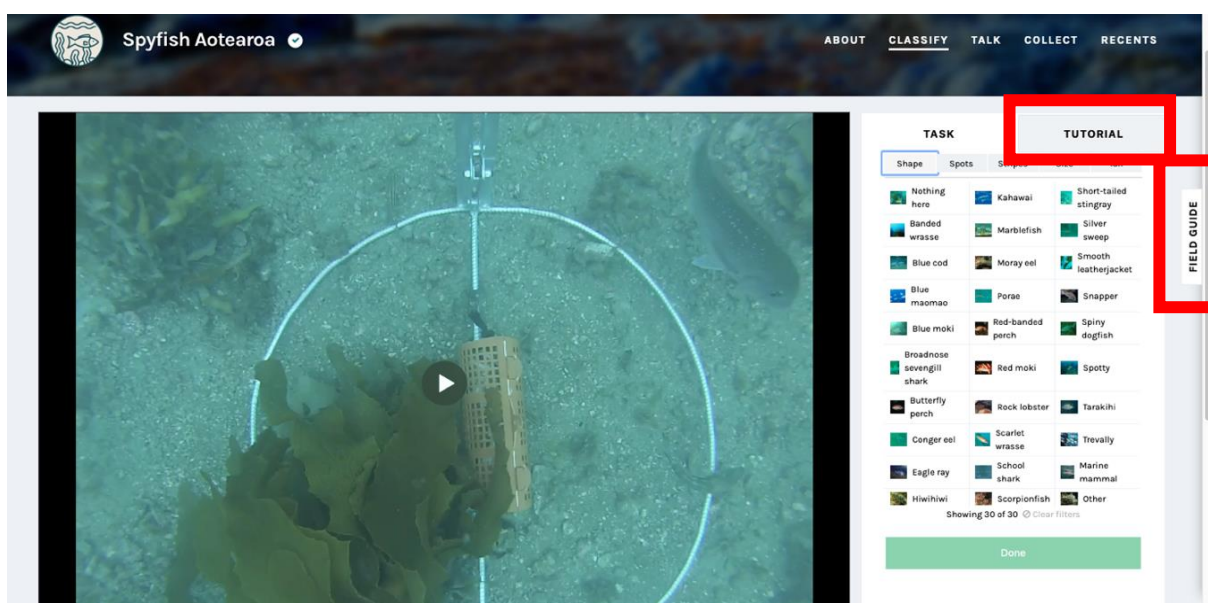 Spyfish Aotearoa
ABOUT CLASSIFY TALK COLLECT RECENTS
TASK TUTORIAL
Shape Spots
Nothing here
Kahawai
Short-tailed stingray
Banded wrasse
Marblefish
Silver sweep
Blue cod
Moray eel
Smooth leatherjacket
Blue maomao
Porae
Snapper
Blue moki
Red-banded perch
Spiny dogfish
Broadnose sevengill shark
Red moki
Spotty
Butterfly perch
Rock lobster
Tarakihi
Conger eel
Scarlet wrasse
Trevally
Eagle ray
School shark
Marine mammal
Hiwihiwi
Scorpionfish
Other
Showing 30 of 30 Clear filters
Done
FIELD GUIDE